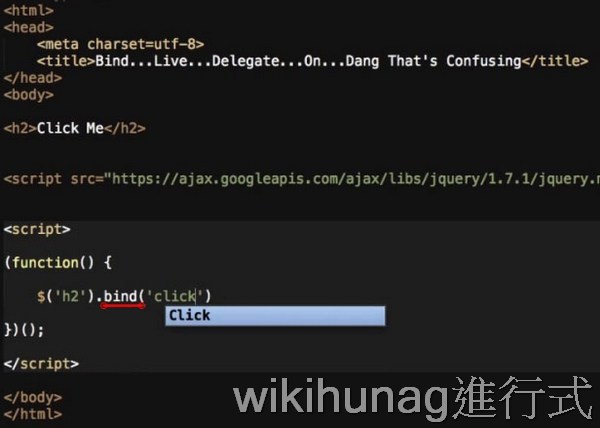 <html>
<head>
<meta charset=utf-8>
<title>Bind...Live...Delegate...On...Dang That's Confusing</title>
</head>
<body>
<h2>Click Me</h2>
<script src="https://ajax.googleapis.com/ajax/libs/jquery/1.7.1/jquery.m
<script>
(function() {
$('h2').bind('click')
Click
})();
</script>
</body>
</html>
wikihunag進行式